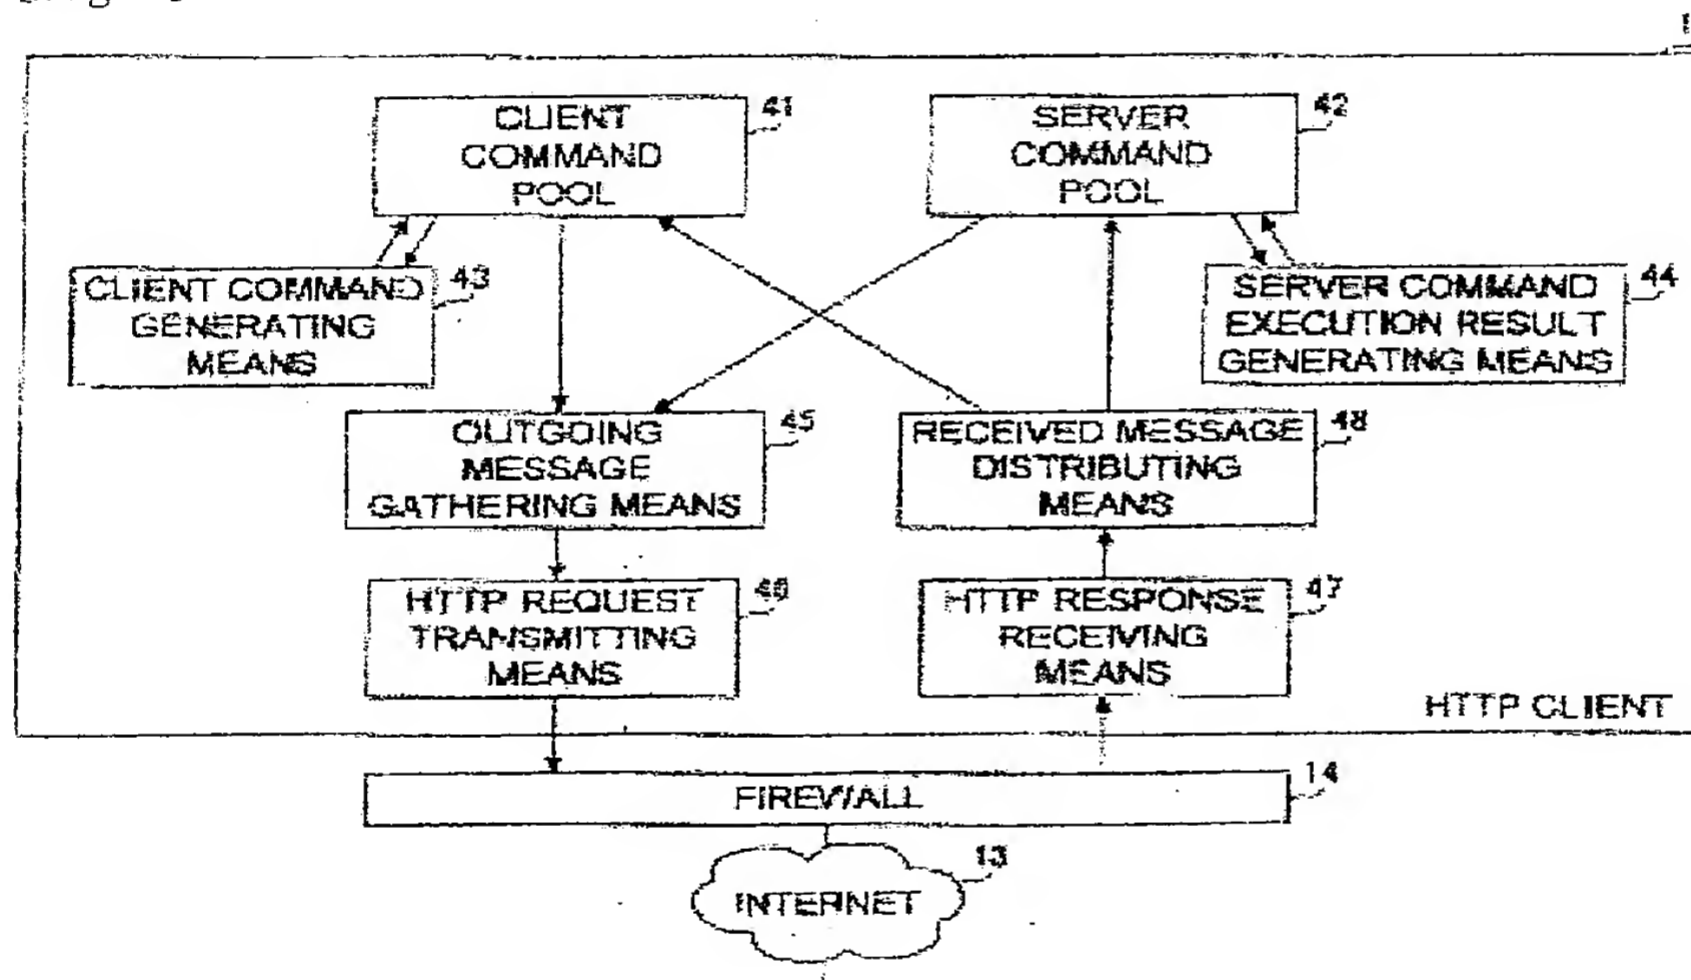 CLIENT
COMMAND
POOL
41
SERVER
COMMAND
POOL
42
CLIENT COMMAND
GENERATING
MEANS
43
SERVER COMMAND
EXECUTION RESULT
GENERATING MEANS
44
OUTGOING
MESSAGE
GATHERING MEANS
45
RECEIVED MESSAGE
DISTRIBUTING
MEANS
48
HTTP REQUEST
TRANSMITTING
MEANS
46
HTTP RESPONSE
RECEIVING
MEANS
47
HTTP CLIENT
FIREWALL
14
INTERNET
13